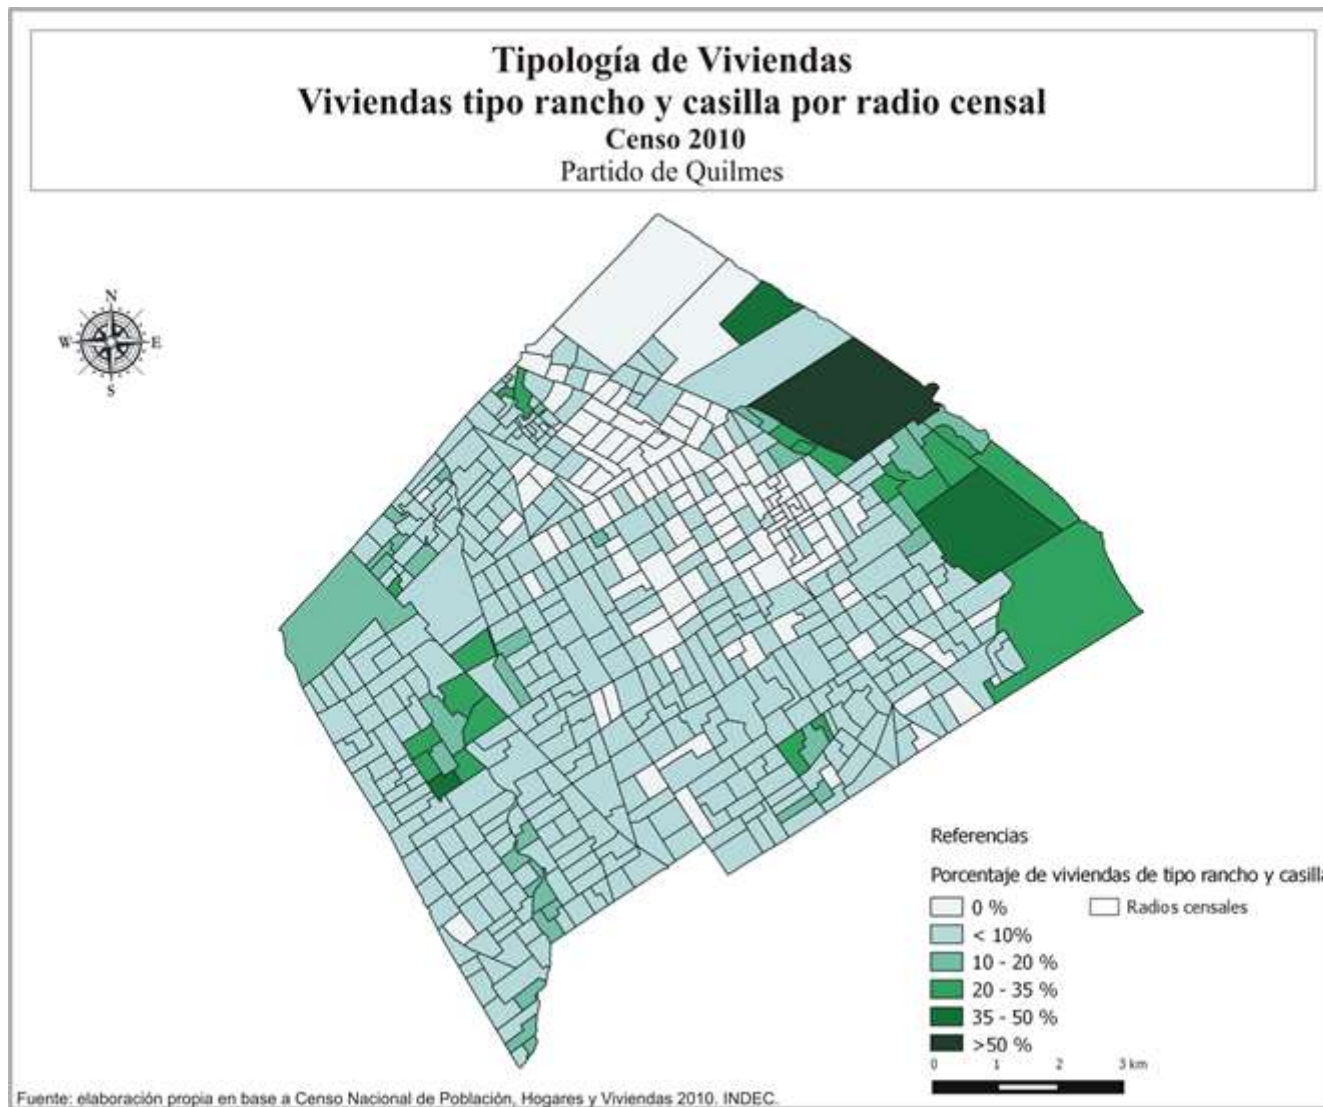 Tipología de Viviendas
Viviendas tipo rancho y casilla por radio censal
Censo 2010
Partido de Quilmes
N
W E
S
Referencias
Porcentaje de viviendas de tipo rancho y casilla
0 % Radios censales
< 10%
10 - 20 %
20 - 35 %
35 - 50 %
>50 %
0 1 2 3 km
Fuente: elaboración propia en base a Censo Nacional de Población, Hogares y Viviendas 2010. INDEC.